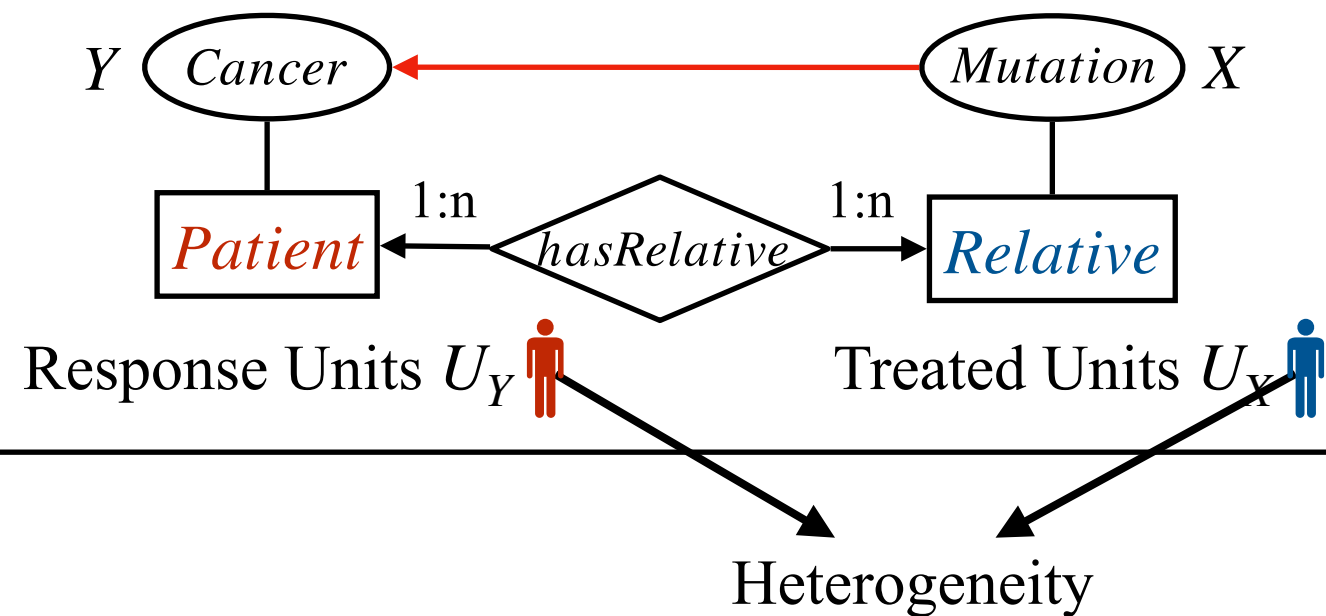 Y Cancer Mutation X
1:n 1:n
Patient hasRelative Relative
Response Units U_Y Treated Units U_X
Heterogeneity